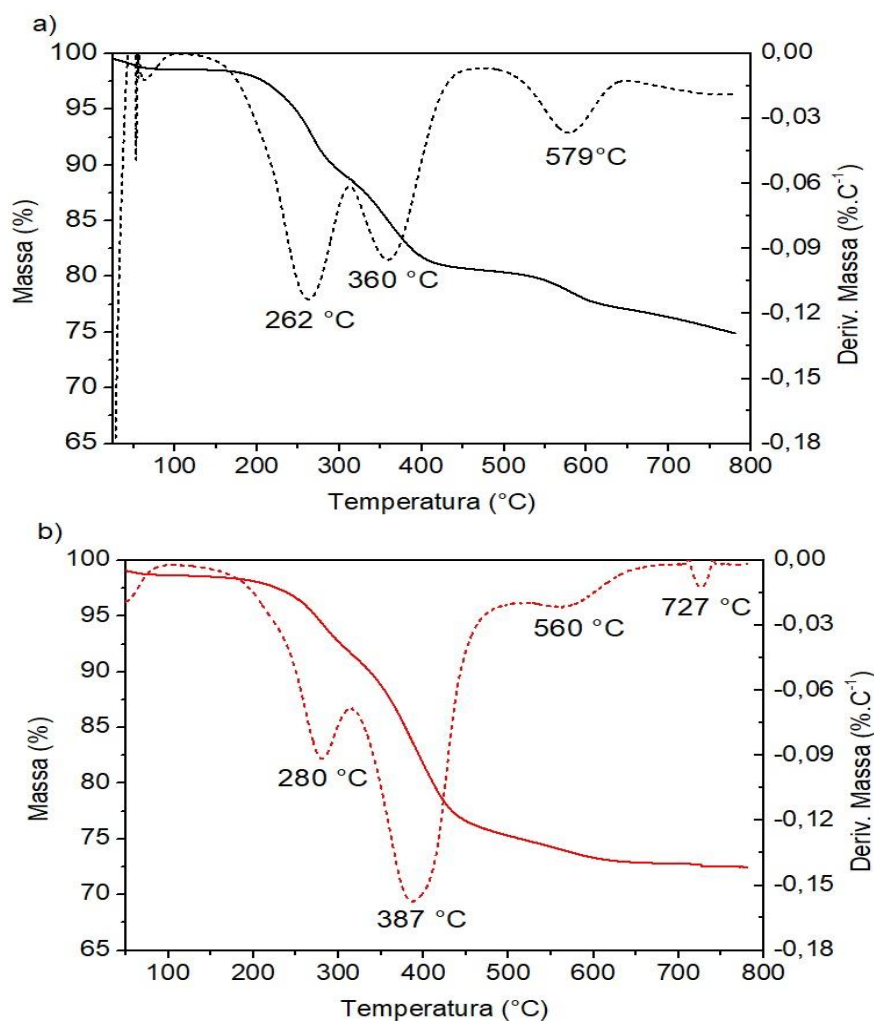 a)
100
95
90
85
80
75
70
65
Massa (%)
0,00
-0,03
-0,06
-0,09
-0,12
-0,15
-0,18
Deriv. Massa (%.C⁻¹)
579°C
360 °C
262 °C
100 200 300 400 500 600 700 800
Temperatura (°C)
b)
100
95
90
85
80
75
70
65
Massa (%)
0,00
-0,03
-0,06
-0,09
-0,12
-0,15
-0,18
Deriv. Massa (%.C⁻¹)
727 °C
560 °C
280 °C
387 °C
100 200 300 400 500 600 700 800
Temperatura (°C)